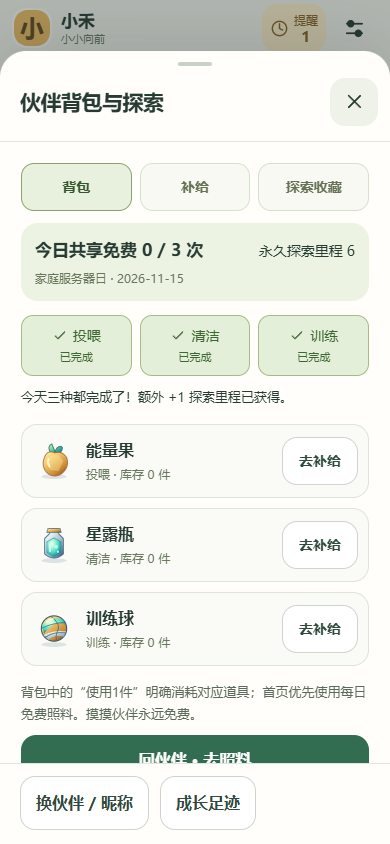 小
小禾
小小向前
提醒
1
伙伴背包与探索
背包
补给
探索收藏
今日共享免费 0 / 3 次
永久探索里程 6
家庭服务器日 · 2026-11-15
投喂
已完成
清洁
已完成
训练
已完成
今天三种都完成了！额外 +1 探索里程已获得。
能量果
投喂 · 库存 0 件
去补给
星露瓶
清洁 · 库存 0 件
去补给
训练球
训练 · 库存 0 件
去补给
背包中的“使用1件”明确消耗对应道具；首页优先使用每日
免费照料。摸摸伙伴永远免费。
回伙伴 · 去照料
换伙伴 / 昵称
成长足迹